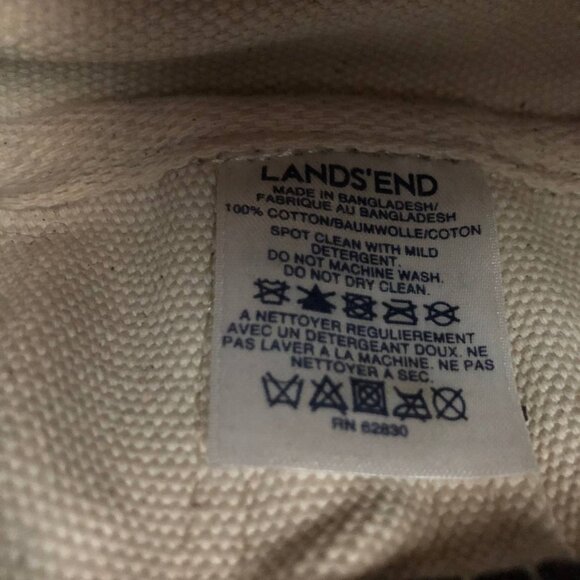 LANDS'END
MADE IN BANGLADESH/
FABRIQUE AU BANGLADESH
100% COTTON/BAUMWOLLE/COTON
SPOT CLEAN WITH MILD
DETERGENT.
DO NOT MACHINE WASH.
DO NOT DRY CLEAN.
A NETTOYER REGULIEREMENT
AVEC UN DETERGEANT DOUX. NE
PAS LAVER A LA MACHINE. NE PAS
NETTOYER A SEC.
RN 62830